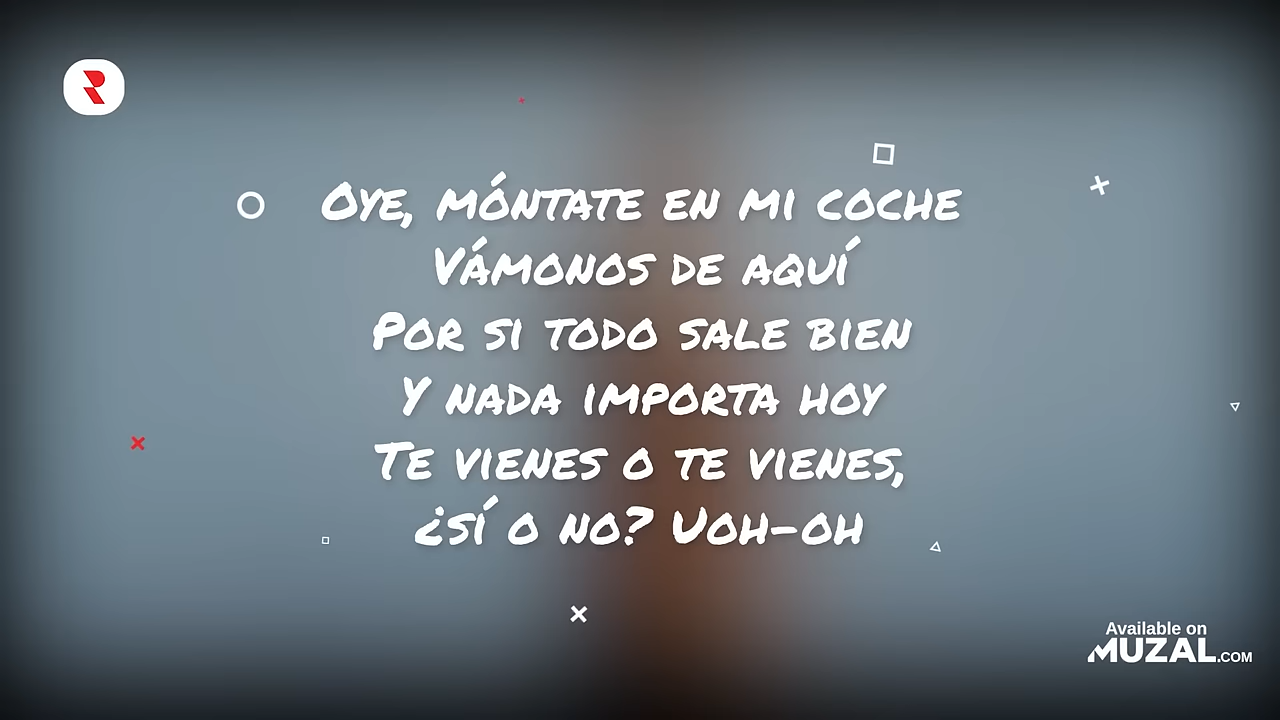 Oye, móntate en mi coche
Vámonos de aquí
Por si todo sale bien
Y nada importa hoy
Te vienes o te vienes,
¿sí o no? Uoh-oh
Available on
MUZAL.COM